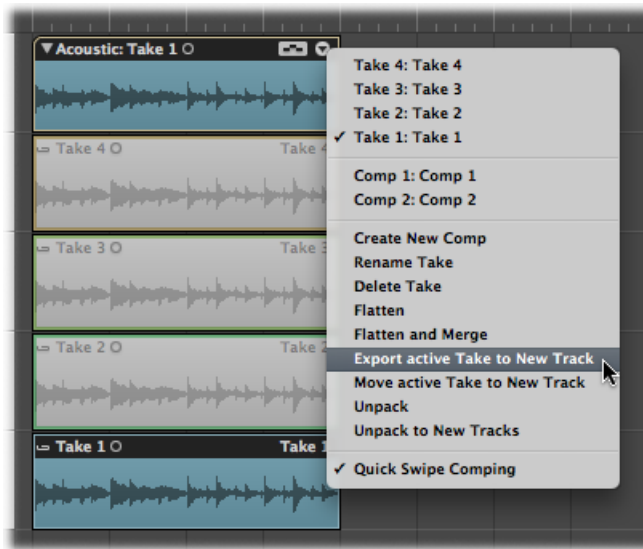 Acoustic: Take 1
Take 4: Take 4
Take 3: Take 3
Take 2: Take 2
✓ Take 1: Take 1
Comp 1: Comp 1
Comp 2: Comp 2
Create New Comp
Rename Take
Delete Take
Flatten
Flatten and Merge
Export active Take to New Track
Move active Take to New Track
Unpack
Unpack to New Tracks
✓ Quick Swipe Comping
Take 4 Take 4
Take 3 Take 3
Take 2 Take 2
Take 1 Take 1